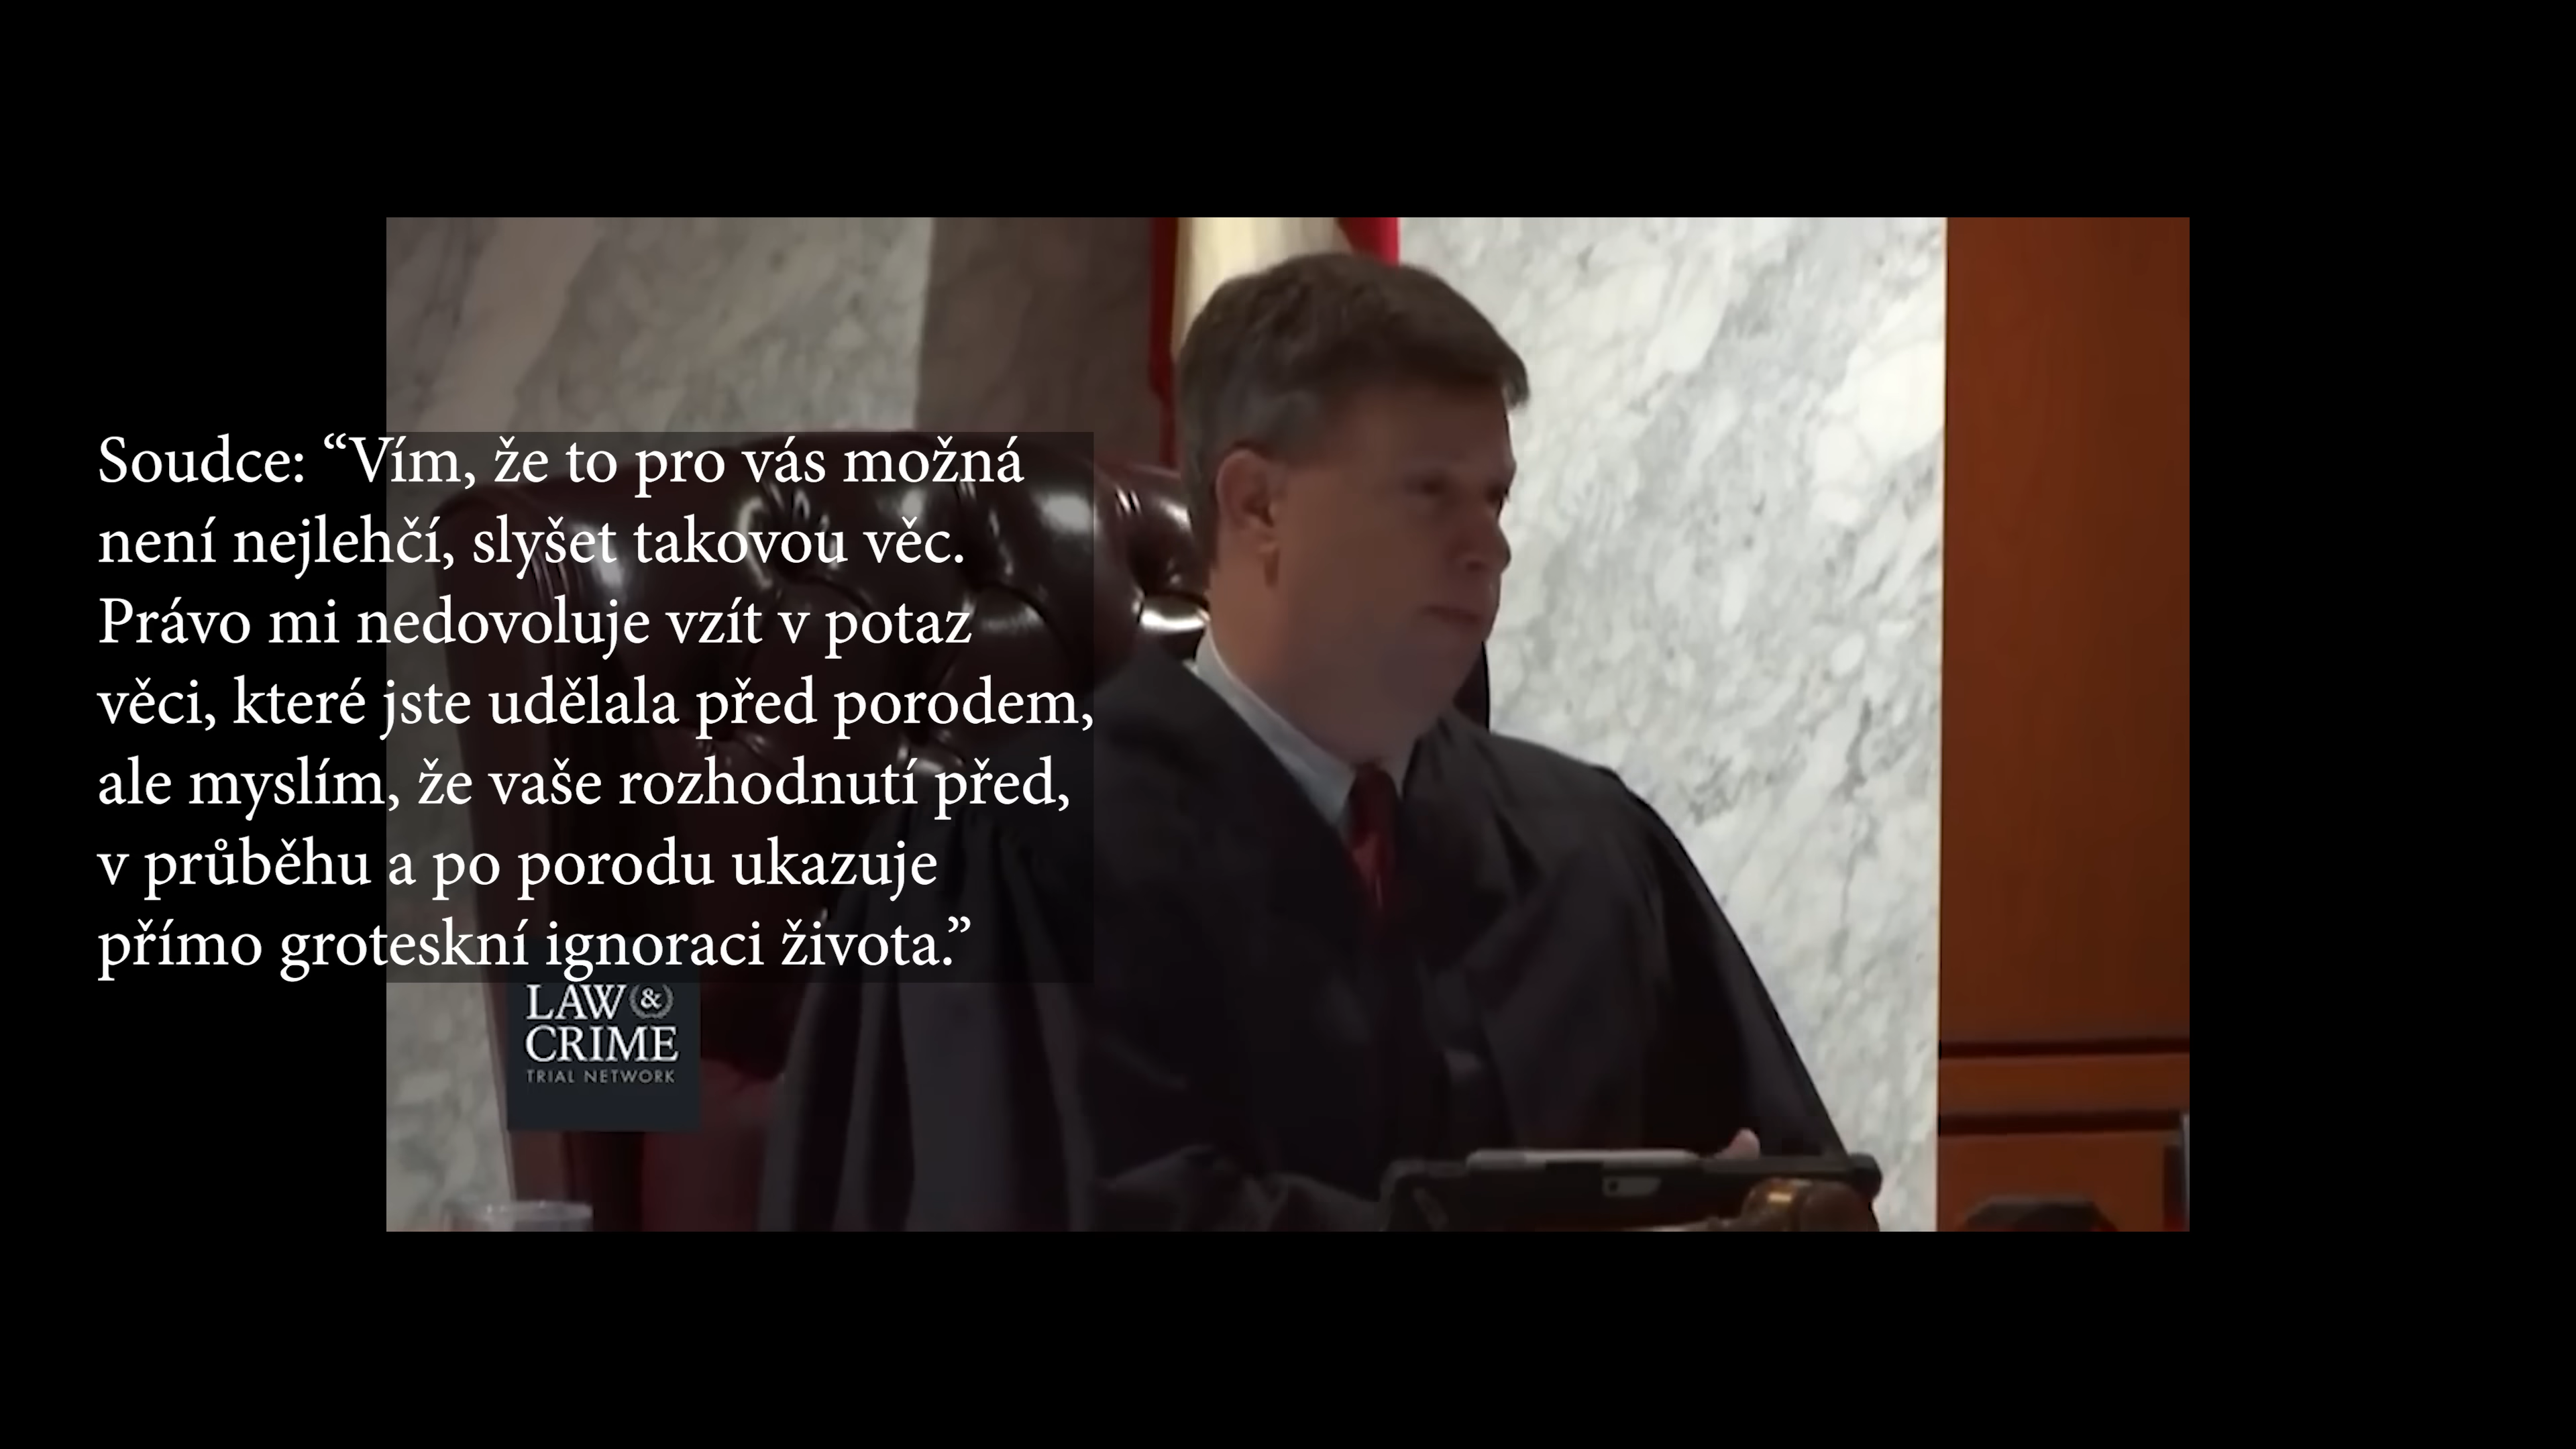 Soudce: “Vím, že to pro vás možná
není nejlehčí, slyšet takovou věc.
Právo mi nedovoluje vzít v potaz
věci, které jste udělala před porodem,
ale myslím, že vaše rozhodnutí před,
v průběhu a po porodu ukazuje
přímo groteskní ignoraci života.”
LAW &
CRIME
TRIAL NETWORK